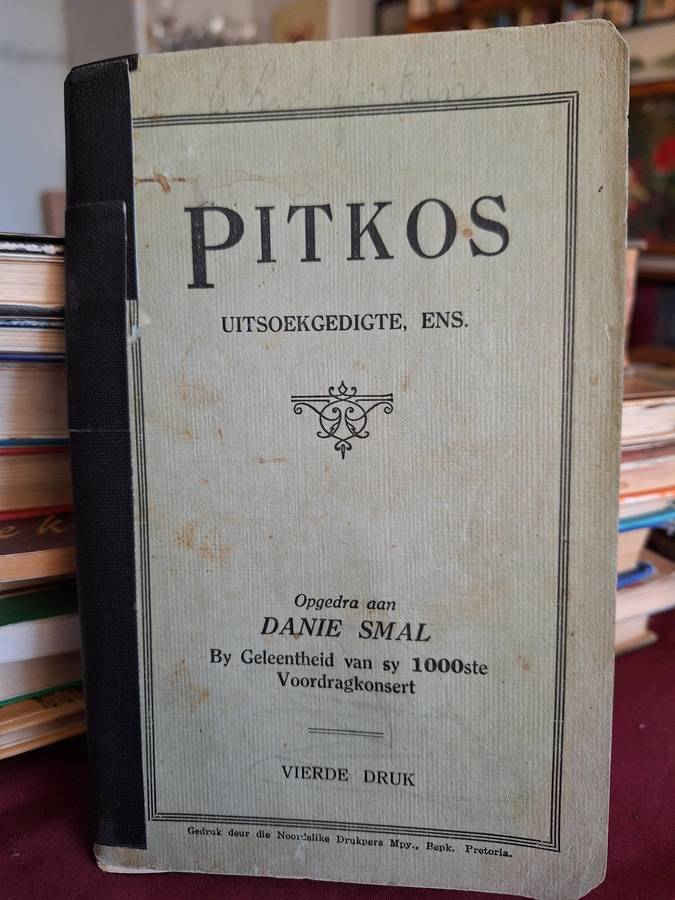 PITKOS
UITSOEKGEDIGTE, ENS.
Opgedra aan
DANIE SMAL
By Geleentheid van sy 1000ste
Voordragkonsert
VIERDE DRUK
Gedruk deur die Noordelike Drukpers Mpy., Bepk. Pretoria.